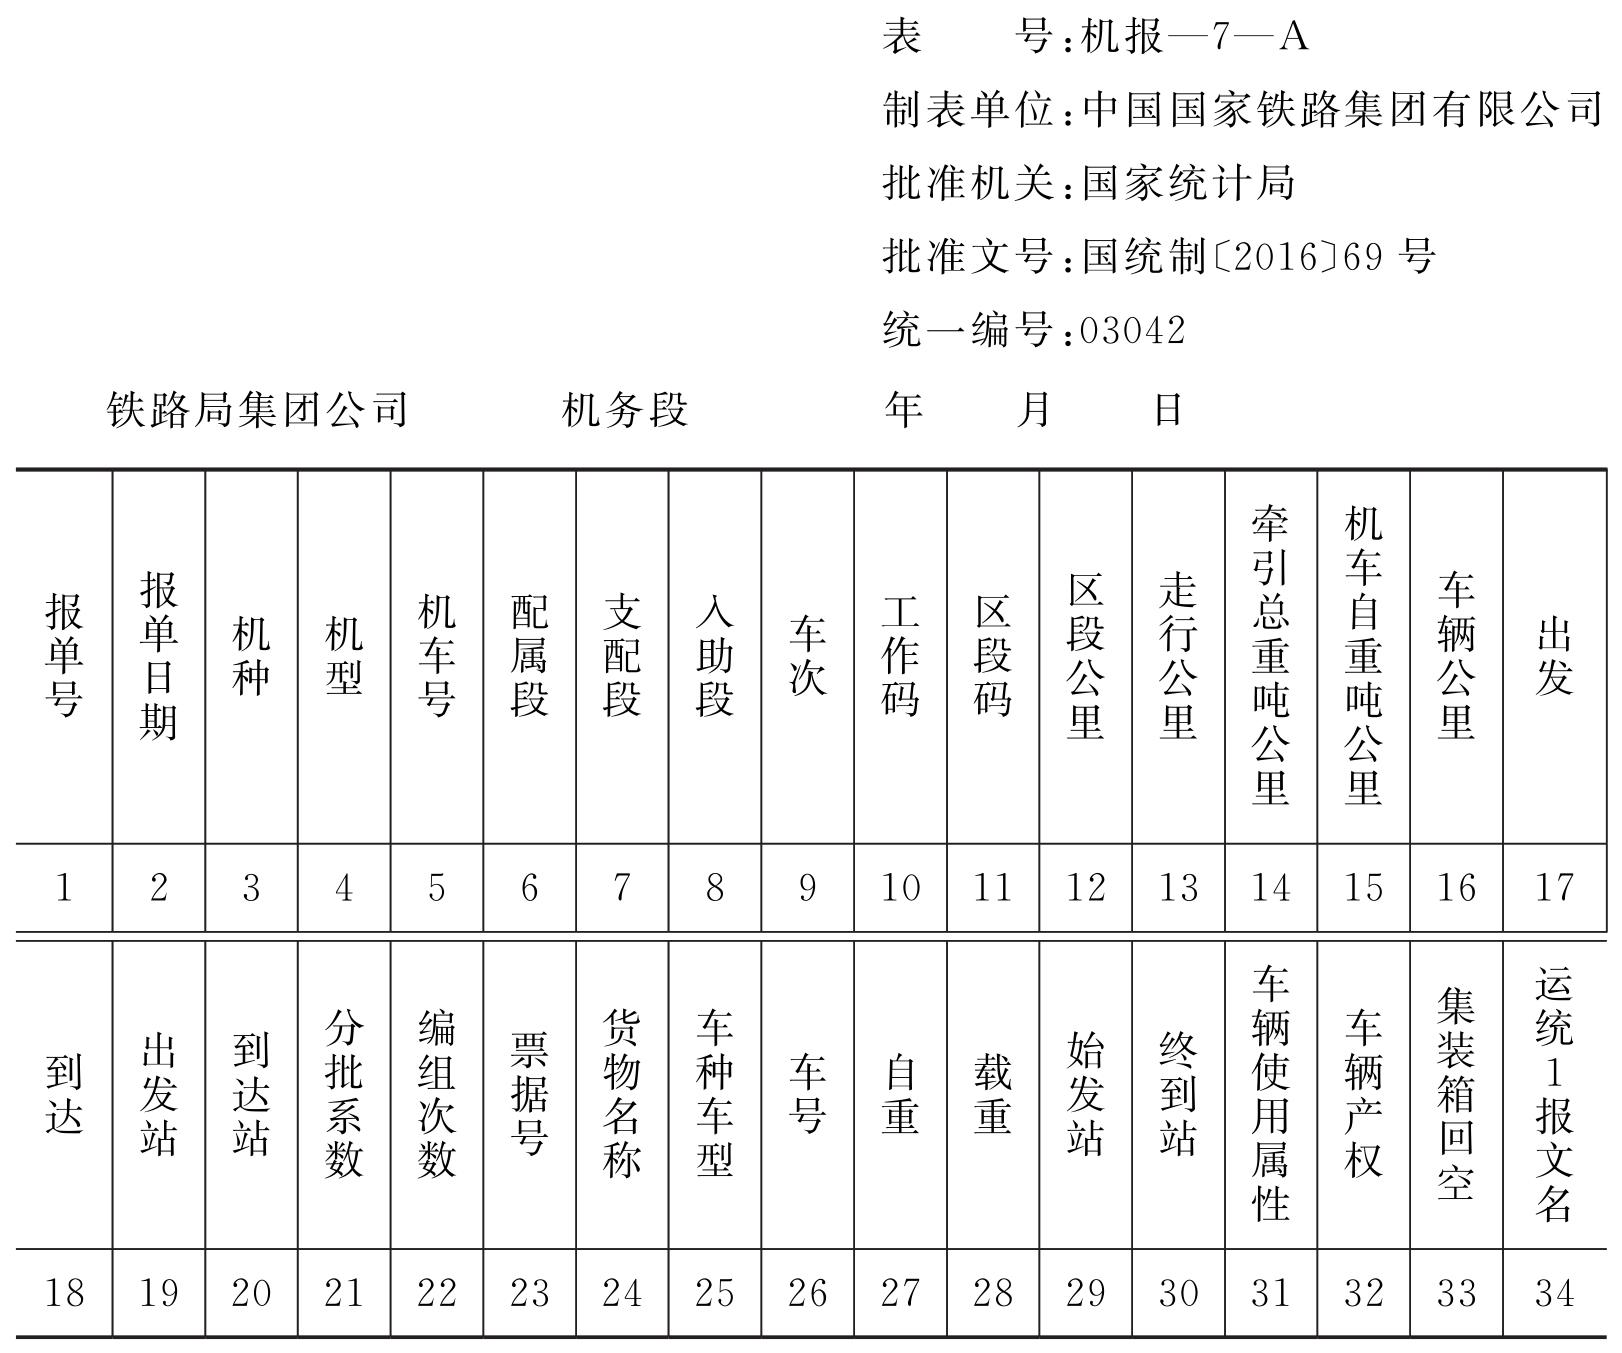 表　　号:机报—7—A
制表单位:中国国家铁路集团有限公司
批准机关:国家统计局
批准文号:国统制〔2016〕69 号
统一编号:03042
铁路局集团公司　　　机务段　　　　年　　月　　日
报单号 报单日期 机种 机型 机车号 配属段 支配段 入助段 车次 工作码 区段码 区段公里 走行公里 牵引总重吨公里 机车自重吨公里 车辆公里 出发
1 2 3 4 5 6 7 8 9 10 11 12 13 14 15 16 17
到达 出发站 到达站 分批系数 编组次数 票据号 货物名称 车种车型 车号 自重 载重 始发站 终到站 车辆使用属性 车辆产权 集装箱回空 运统1报文名
18 19 20 21 22 23 24 25 26 27 28 29 30 31 32 33 34